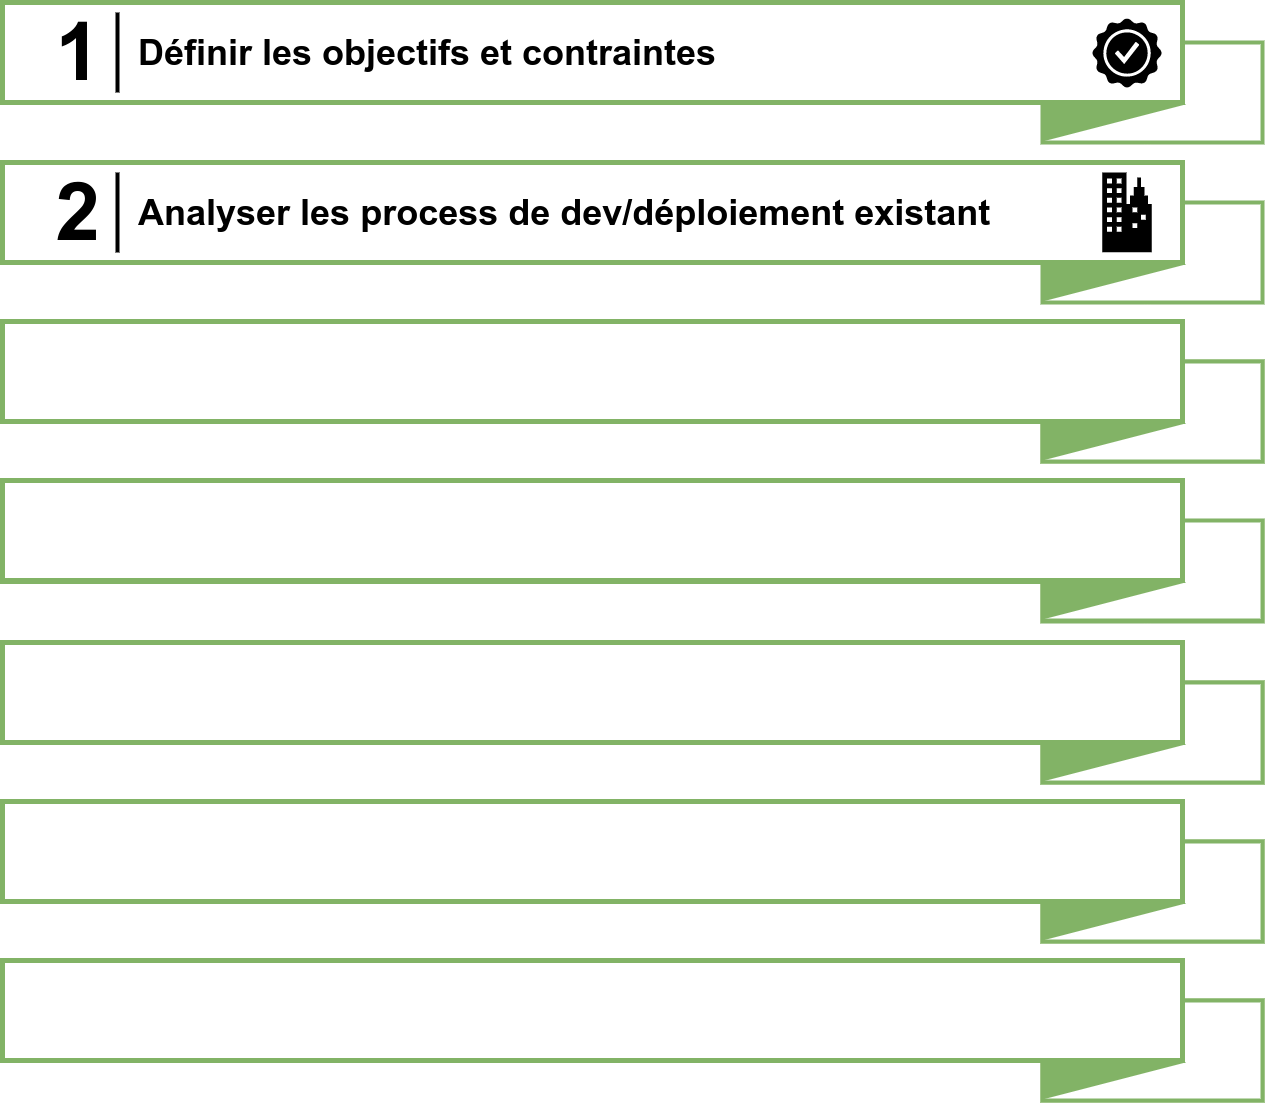 1 Définir les objectifs et contraintes
2 Analyser les process de dev/déploiement existant